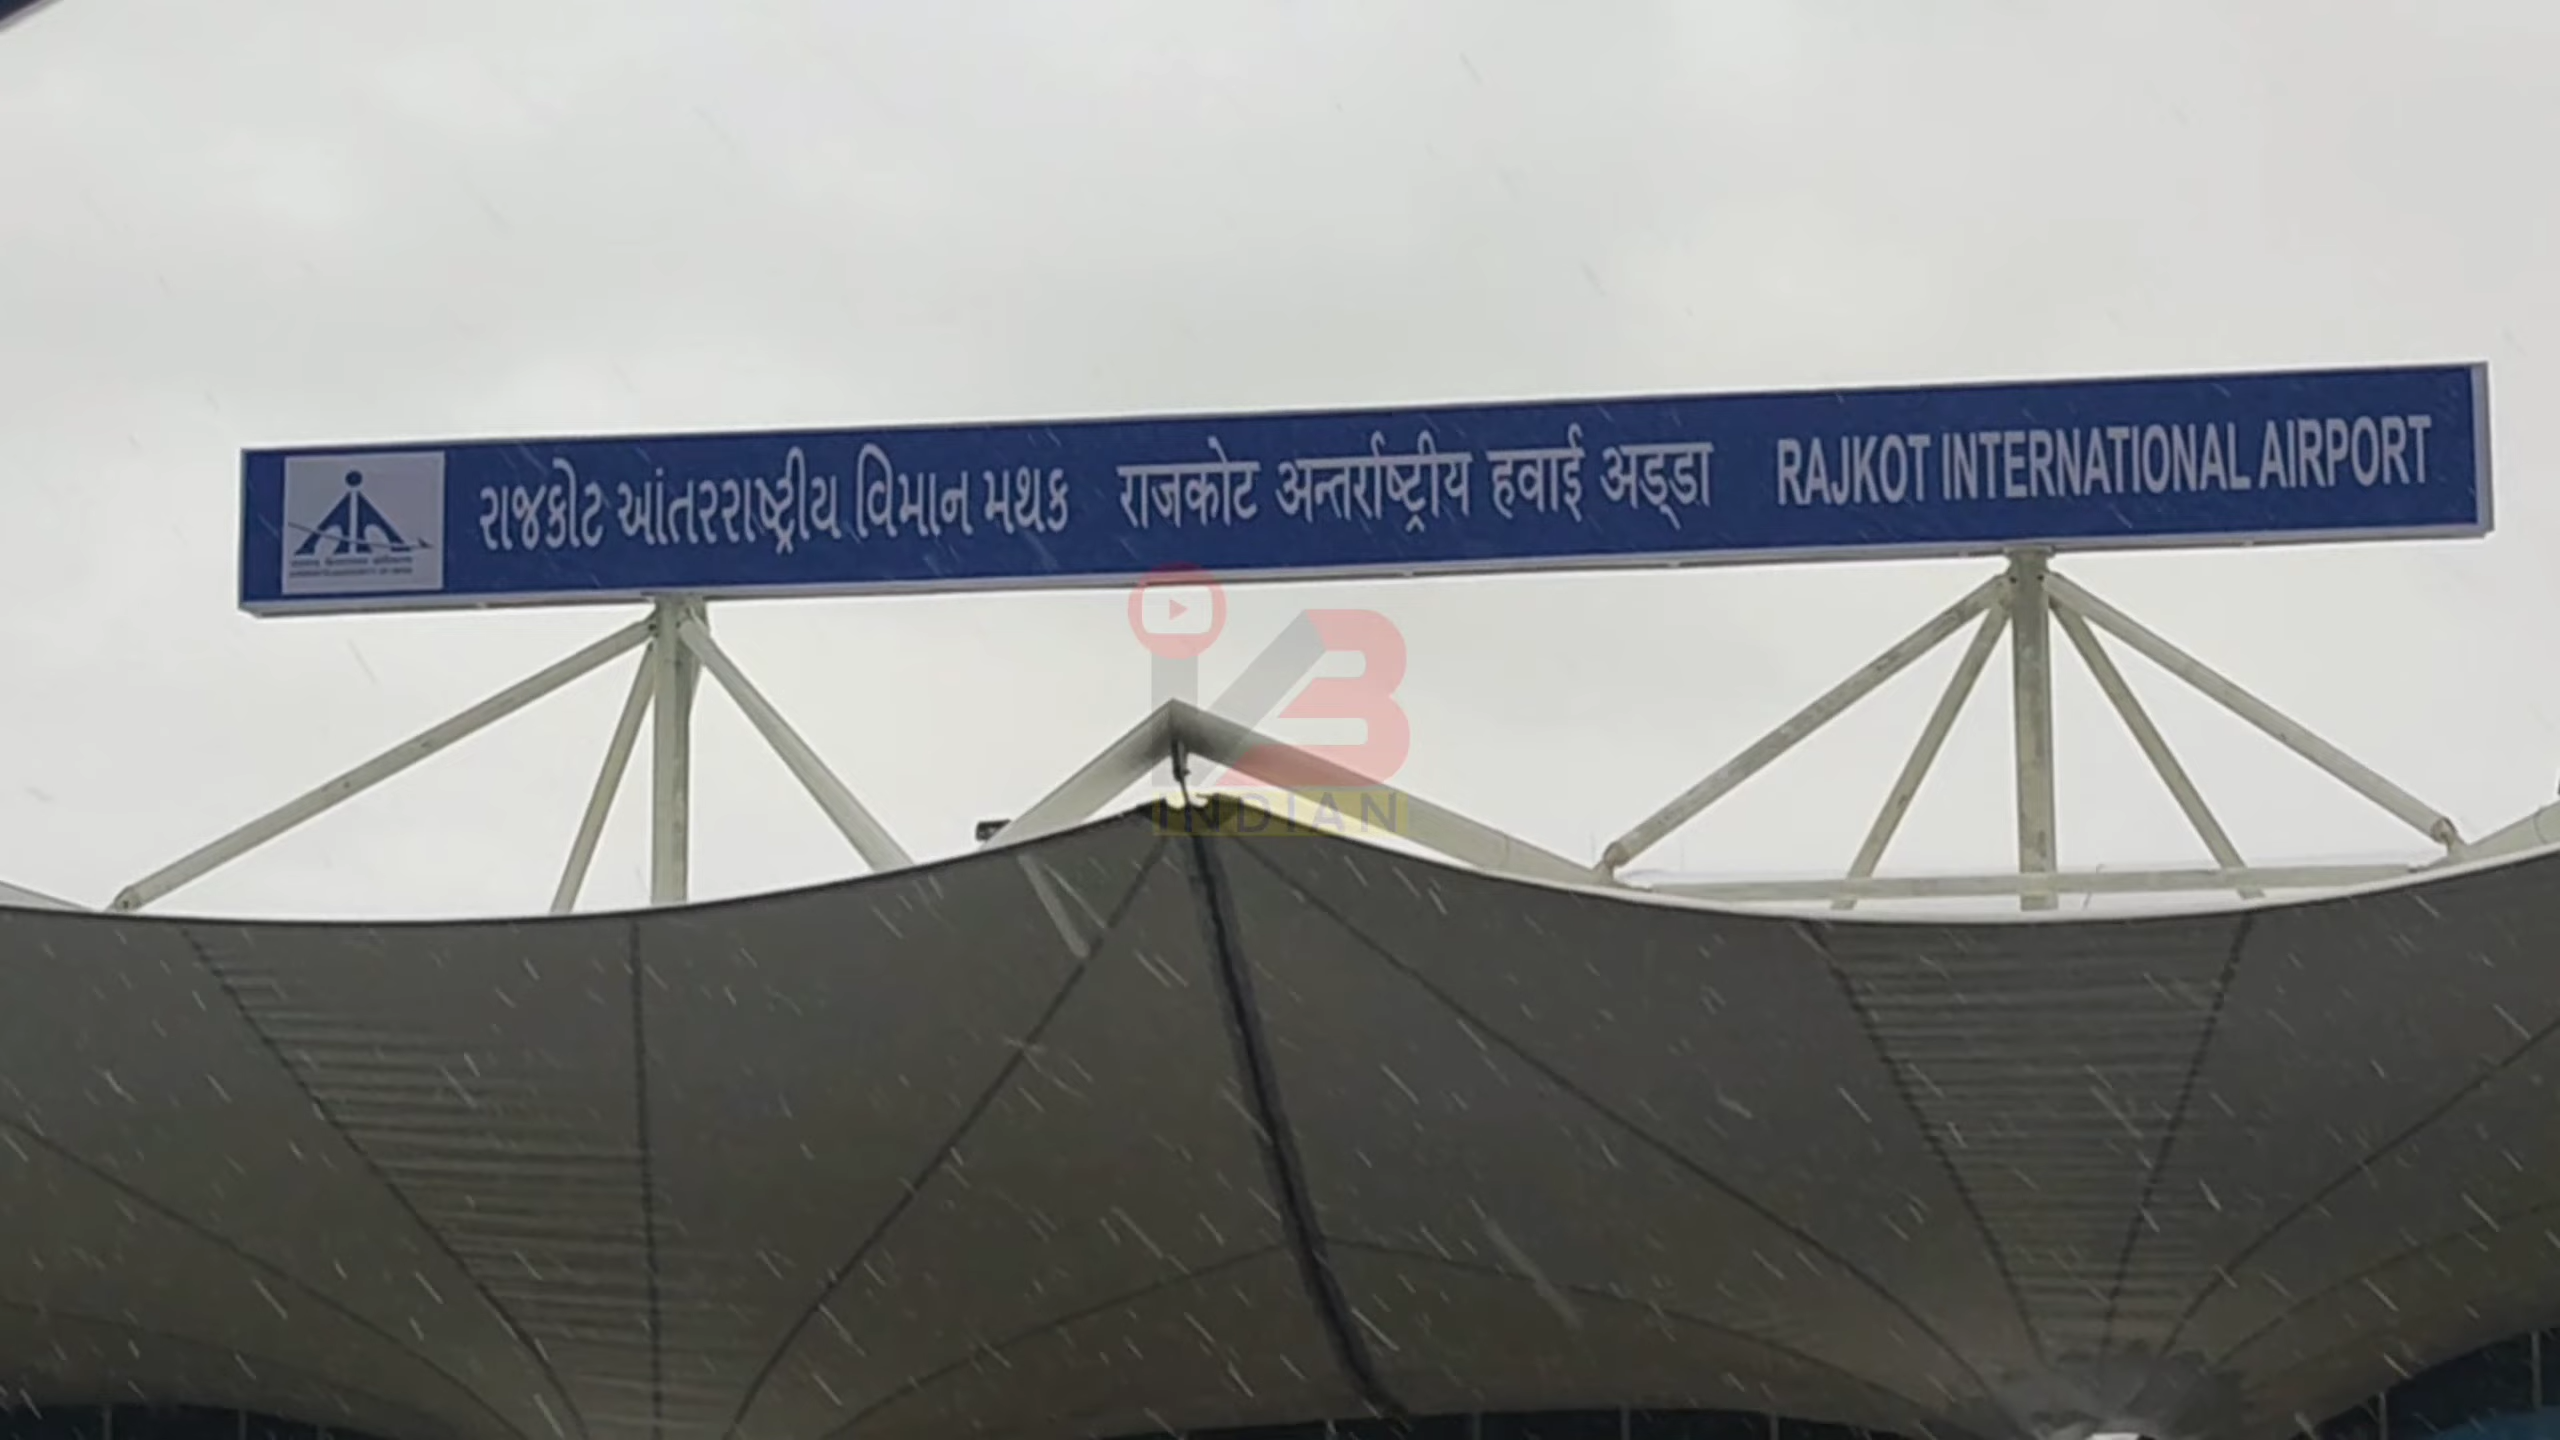 રાજકોટ આંતરરાષ્ટ્રીય વિમાન મથક राजकोट अन्तर्राष्ट्रीय हवाई अड्डा RAJKOT INTERNATIONAL AIRPORT
INDIAN